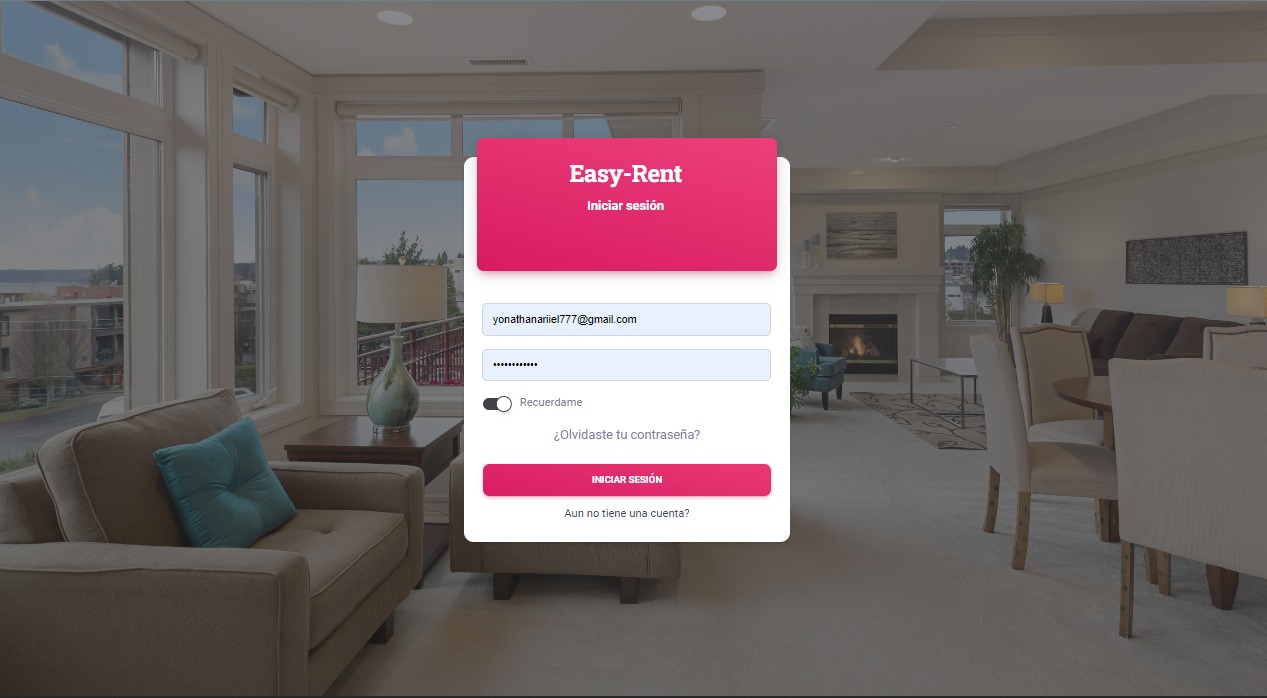 Easy-Rent
Iniciar sesión
yonathanariiel777@gmail.com
••••••••••••
Recuerdame
¿Olvidaste tu contraseña?
INICIAR SESIÓN
Aun no tiene una cuenta?